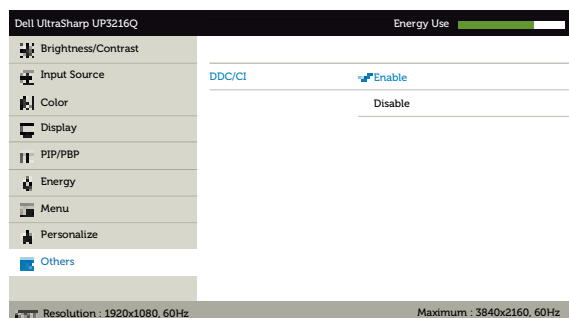 Dell UltraSharp UP3216Q Energy Use
Brightness/Contrast
Input Source DDC/CI Enable
Color Disable
Display
PIP/PBP
Energy
Menu
Personalize
Others
Resolution : 1920x1080, 60Hz Maximum : 3840x2160, 60Hz